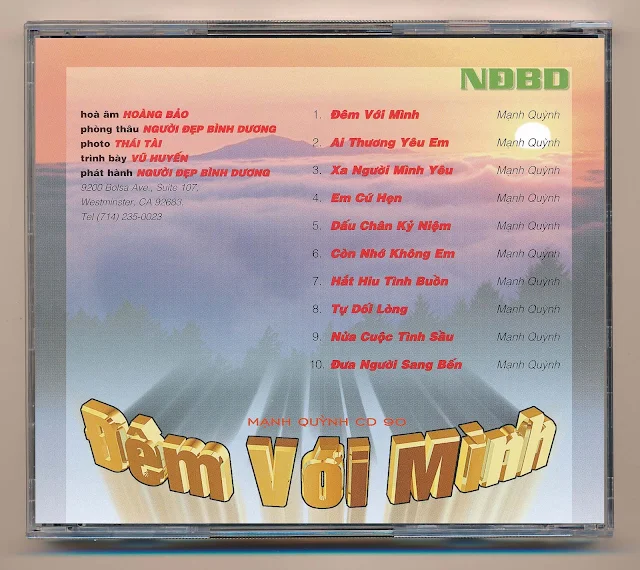 NĐBD
hoà âm HOÀNG BẢO
phòng thâu NGƯỜI ĐẸP BÌNH DƯƠNG
photo THÁI TÀI
trình bày VŨ HUYẾN
phát hành NGƯỜI ĐẸP BÌNH DƯƠNG
9200 Bolsa Ave., Suite 107,
Westminster, CA 92683
Tel (714) 235-0023
1. Đêm Với Mình Mạnh Quỳnh
2. Ai Thương Yêu Em Mạnh Quỳnh
3. Xa Người Mình Yêu Mạnh Quỳnh
4. Em Cứ Hẹn Mạnh Quỳnh
5. Dấu Chân Kỷ Niệm Mạnh Quỳnh
6. Còn Nhớ Không Em Mạnh Quỳnh
7. Hắt Hiu Tình Buồn Mạnh Quỳnh
8. Tự Dối Lòng Mạnh Quỳnh
9. Nửa Cuộc Tình Sầu Mạnh Quỳnh
10. Đưa Người Sang Bến Mạnh Quỳnh
MẠNH QUỲNH CD 90
Đêm Với Mình